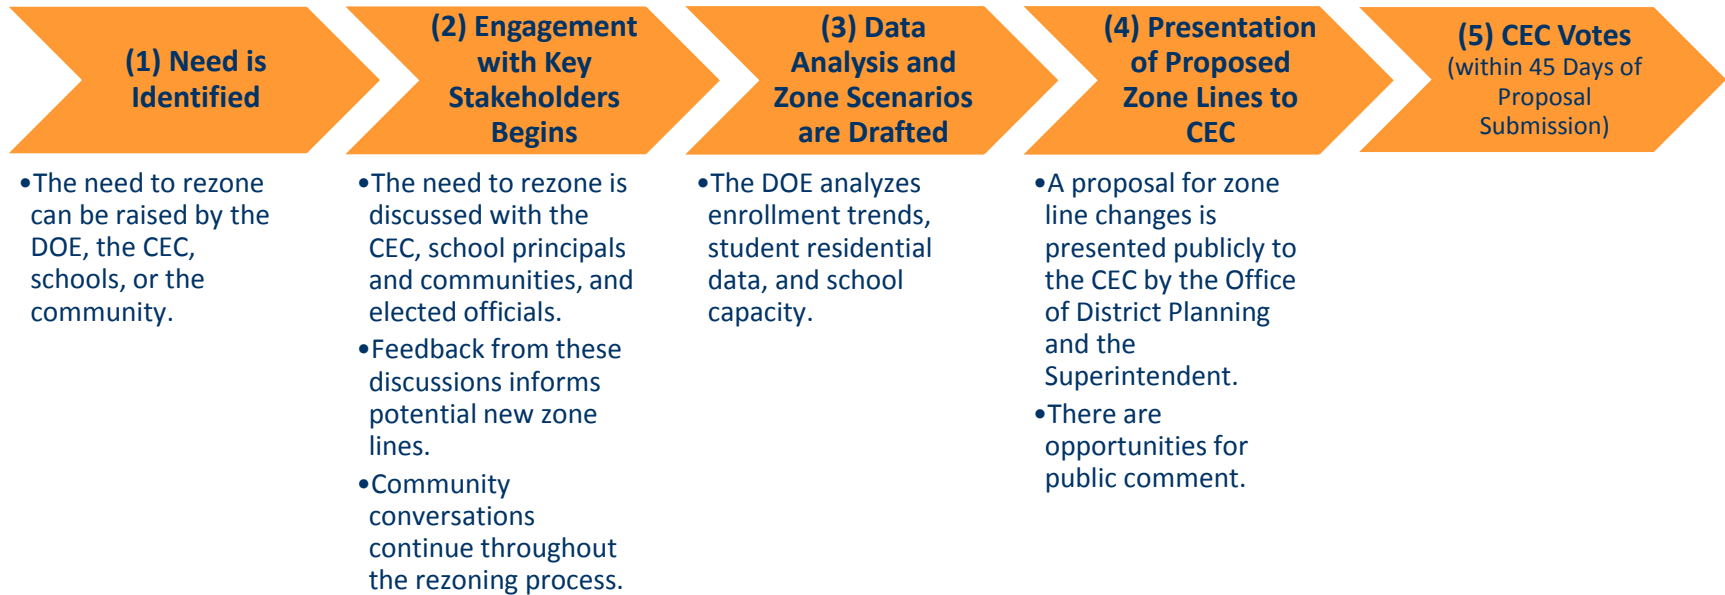 (1) Need is
Identified
(2) Engagement
with Key
Stakeholders
Begins
(3) Data
Analysis and
Zone Scenarios
are Drafted
(4) Presentation
of Proposed
Zone Lines to
CEC
(5) CEC Votes
(within 45 Days of
Proposal
Submission)
•The need to rezone
can be raised by the
DOE, the CEC,
schools, or the
community.
•The need to rezone is
discussed with the
CEC, school principals
and communities, and
elected officials.
•Feedback from these
discussions informs
potential new zone
lines.
•Community
conversations
continue throughout
the rezoning process.
•The DOE analyzes
enrollment trends,
student residential
data, and school
capacity.
•A proposal for zone
line changes is
presented publicly to
the CEC by the Office
of District Planning
and the
Superintendent.
•There are
opportunities for
public comment.